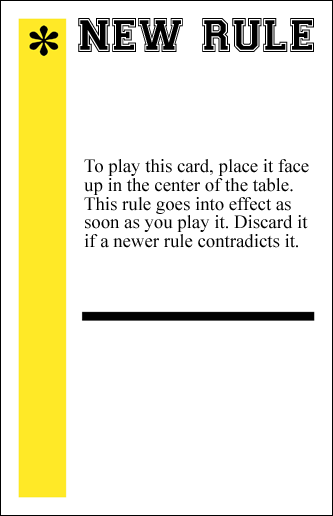 * NEW RULE
To play this card, place it face
up in the center of the table.
This rule goes into effect as
soon as you play it. Discard it
if a newer rule contradicts it.